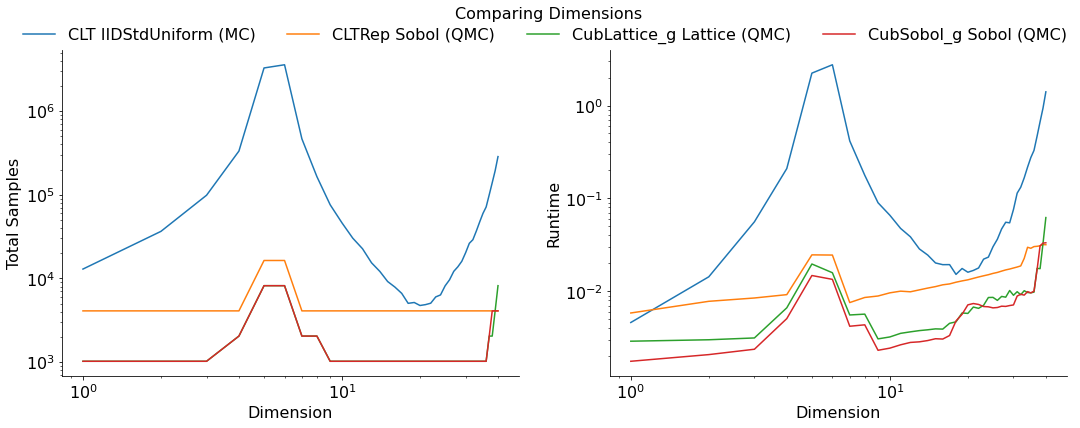 Comparing Dimensions
CLT IIDStdUniform (MC) CLTRep Sobol (QMC) CubLattice_g Lattice (QMC) CubSobol_g Sobol (QMC)
Total Samples
10^6
10^5
10^4
10^3
10^0 10^1
Dimension
Runtime
10^0
10^-1
10^-2
10^0 10^1
Dimension